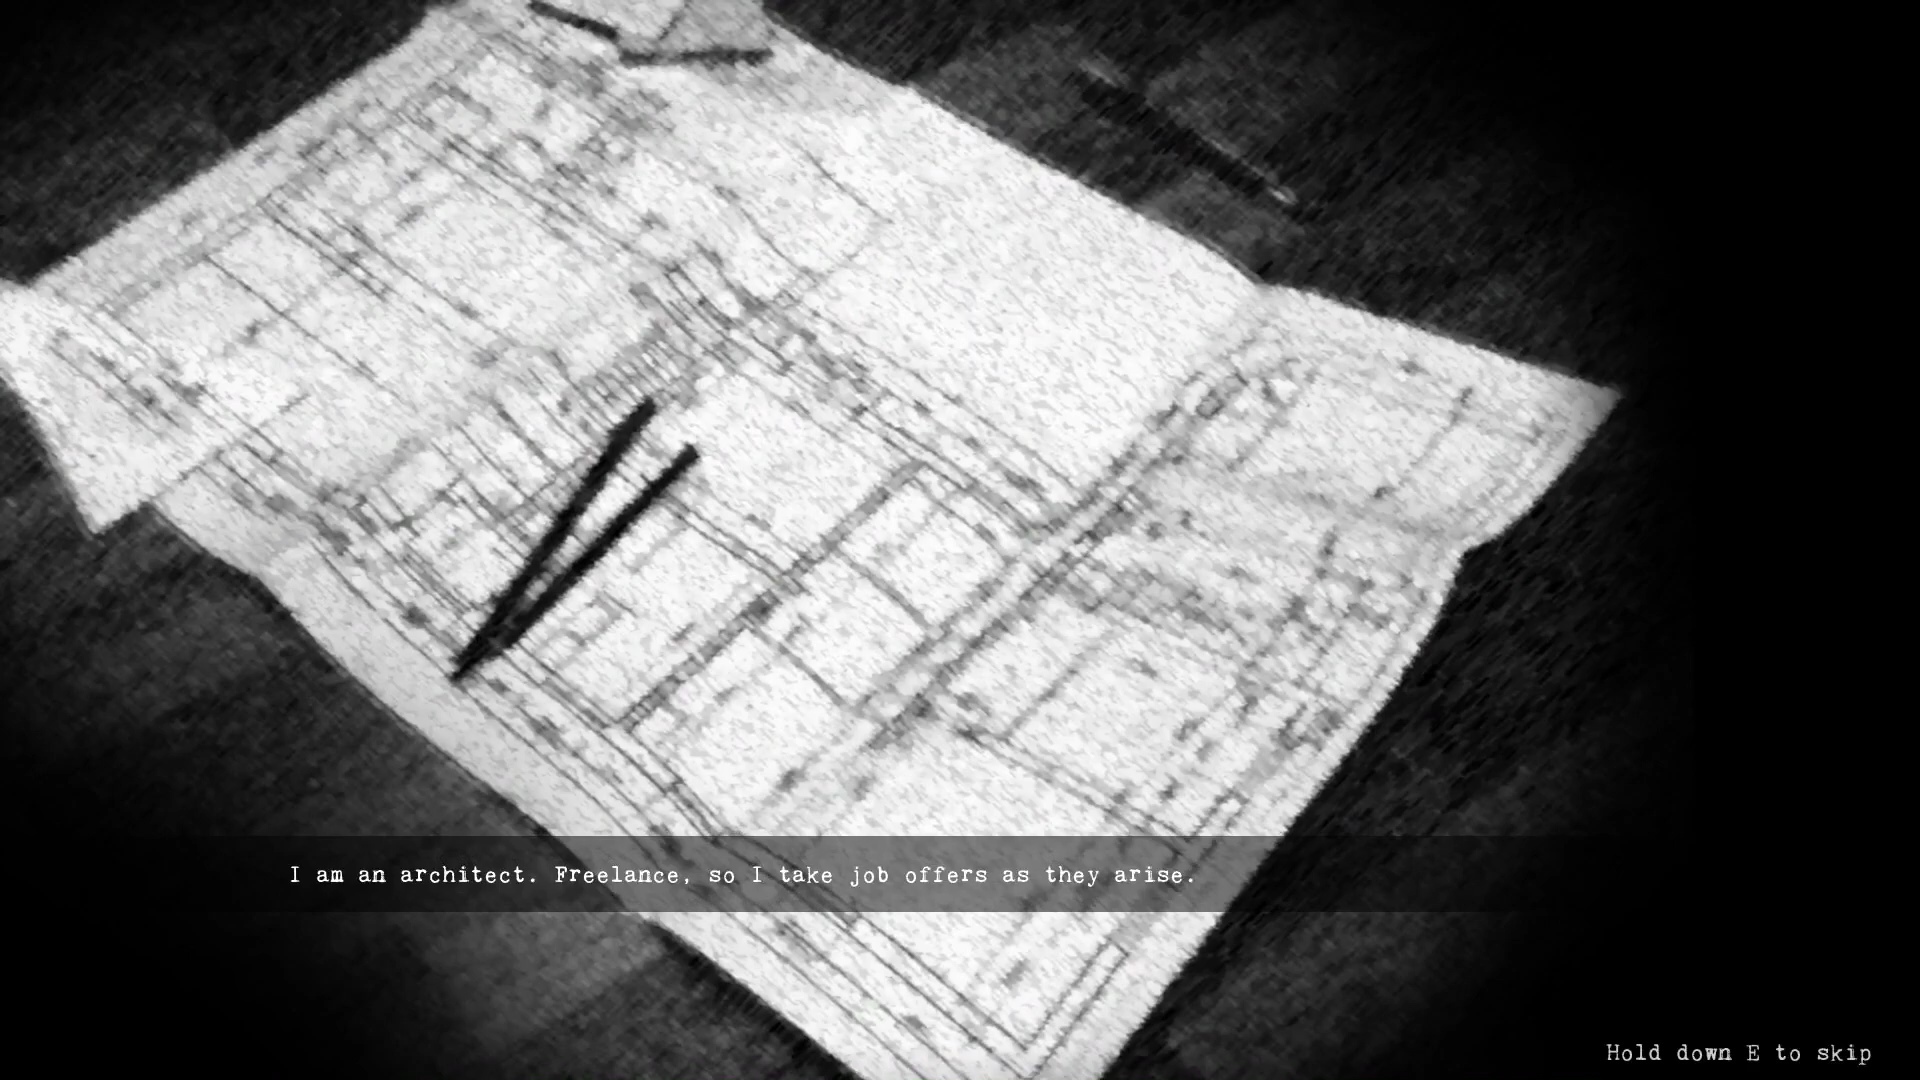 I am an architect. Freelance, so I take job offers as they arise.
Hold down E to skip